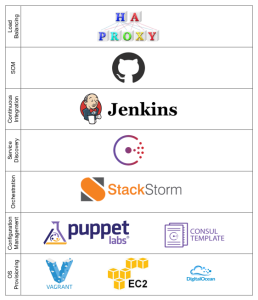 Load
Balancing
HA
PROXY
SCM
Continuous
Integration
Jenkins
Service
Discovery
Orchestration
StackStorm
Configuration
Management
puppet
labs
CONSUL
TEMPLATE
OS
Provisioning
VAGRANT
EC2
DigitalOcean